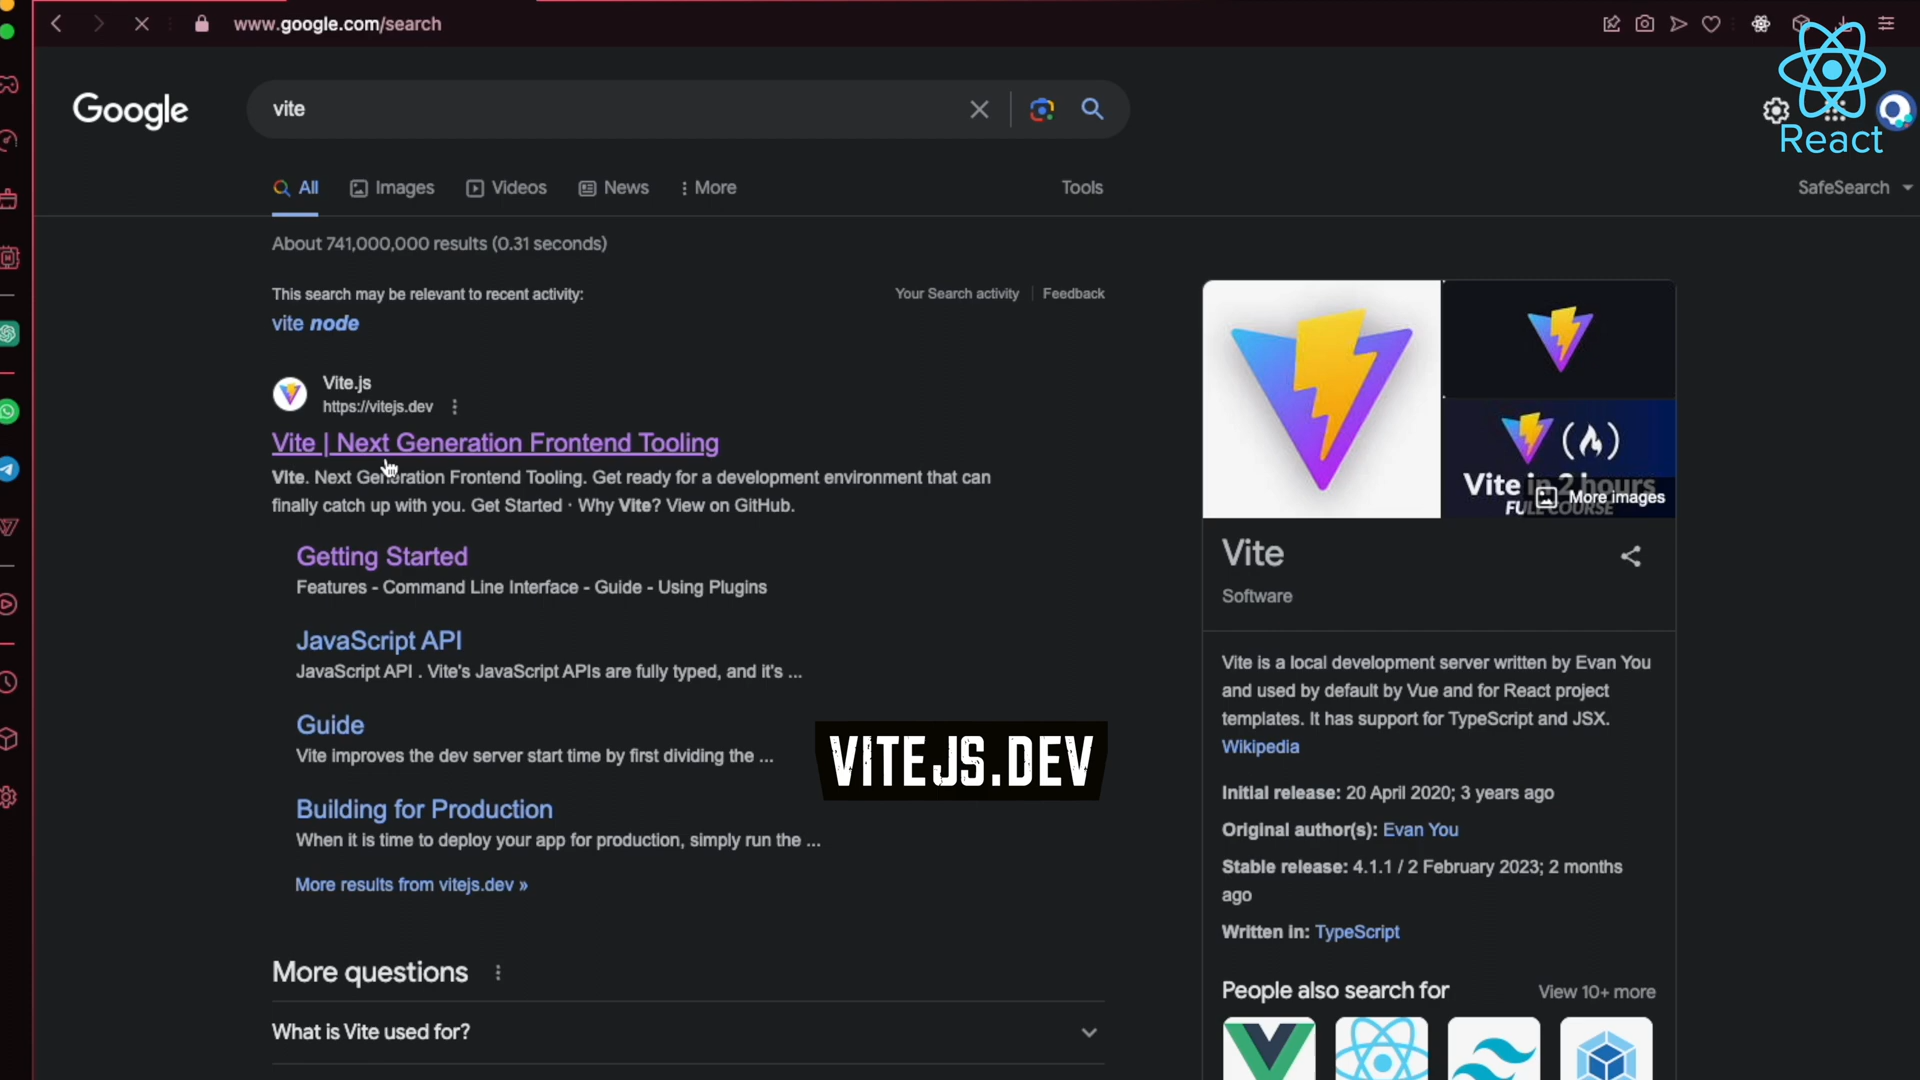 www.google.com/search
React
Google
vite
All
Images
Videos
News
More
Tools
SafeSearch
About 741,000,000 results (0.31 seconds)
This search may be relevant to recent activity:
Your Search activity
Feedback
vite node
Vite.js
https://vitejs.dev
Vite | Next Generation Frontend Tooling
Vite. Next Generation Frontend Tooling. Get ready for a development environment that can
finally catch up with you. Get Started · Why Vite? View on GitHub.
Getting Started
Features - Command Line Interface - Guide - Using Plugins
JavaScript API
JavaScript API . Vite's JavaScript APIs are fully typed, and it's ...
Guide
Vite improves the dev server start time by first dividing the ...
Building for Production
When it is time to deploy your app for production, simply run the ...
More results from vitejs.dev »
VITEJS.DEV
More questions
What is Vite used for?
Vite in 2 hours
FULL COURSE
More images
Vite
Software
Vite is a local development server written by Evan You
and used by default by Vue and for React project
templates. It has support for TypeScript and JSX.
Wikipedia
Initial release: 20 April 2020; 3 years ago
Original author(s): Evan You
Stable release: 4.1.1 / 2 February 2023; 2 months
ago
Written in: TypeScript
People also search for
View 10+ more